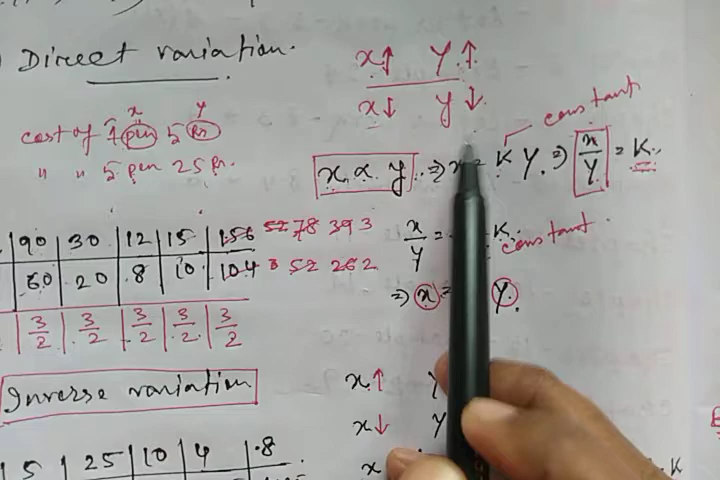 Direct variation.
x↑ Y.↑
x↓ y↓
constant
x y
cost of 1 pen 5 Rs
" " 5 pen 25 Rs.
x ∝ y ⇒ x = K Y. ⇒ x/Y = K.
90 30 12 15 156 52 78 393
60 20 8 10 104 52 262
x/Y = K.
constant.
⇒ x = Y.
3/2 3/2 3/2 3/2 3/2
Inverse variation
x↑ Y
x↓ Y
5 25 10 4 .8
x K